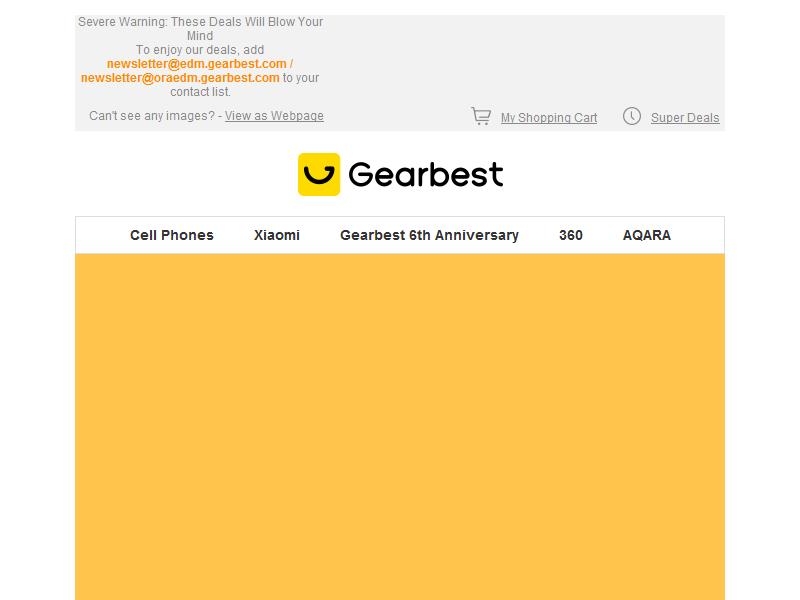 Severe Warning: These Deals Will Blow Your
Mind
To enjoy our deals, add
newsletter@edm.gearbest.com /
newsletter@oraedm.gearbest.com to your
contact list.
Can't see any images? - View as Webpage
My Shopping Cart
Super Deals
Gearbest
Cell Phones Xiaomi Gearbest 6th Anniversary 360 AQARA